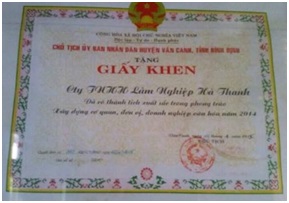 CỘNG HÒA XÃ HỘI CHỦ NGHĨA VIỆT NAM
Độc lập - Tự do - Hạnh phúc
CHỦ TỊCH ỦY BAN NHÂN DÂN HUYỆN VÂN CANH, TỈNH BÌNH ĐỊNH
TẶNG
GIẤY KHEN
Cty TNHH Lâm Nghiệp Hà Thanh
Đã có thành tích xuất sắc trong phong trào
Xây dựng cơ quan, đơn vị, doanh nghiệp văn hóa năm 2014
CHỦ TỊCH